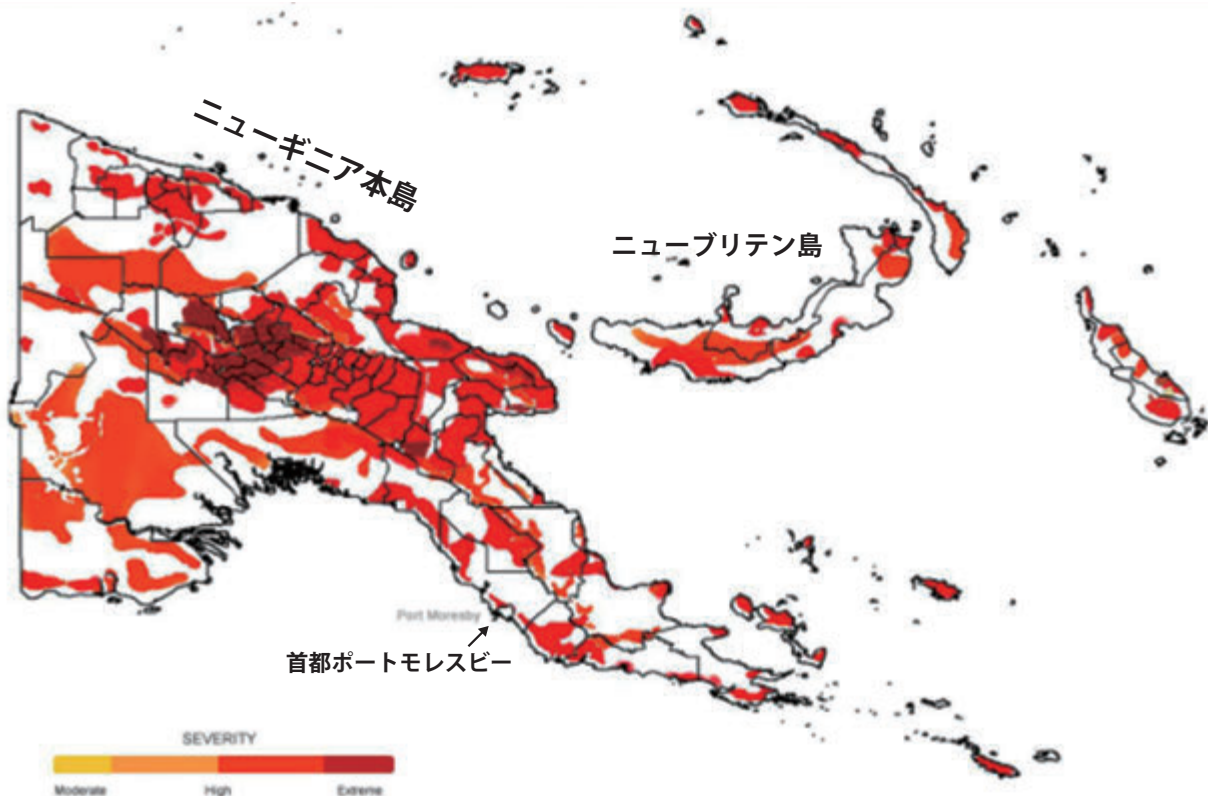 ニューギニア本島
ニューブリテン島
Port Moresby
首都ポートモレスビー
SEVERITY
Moderate High Extreme